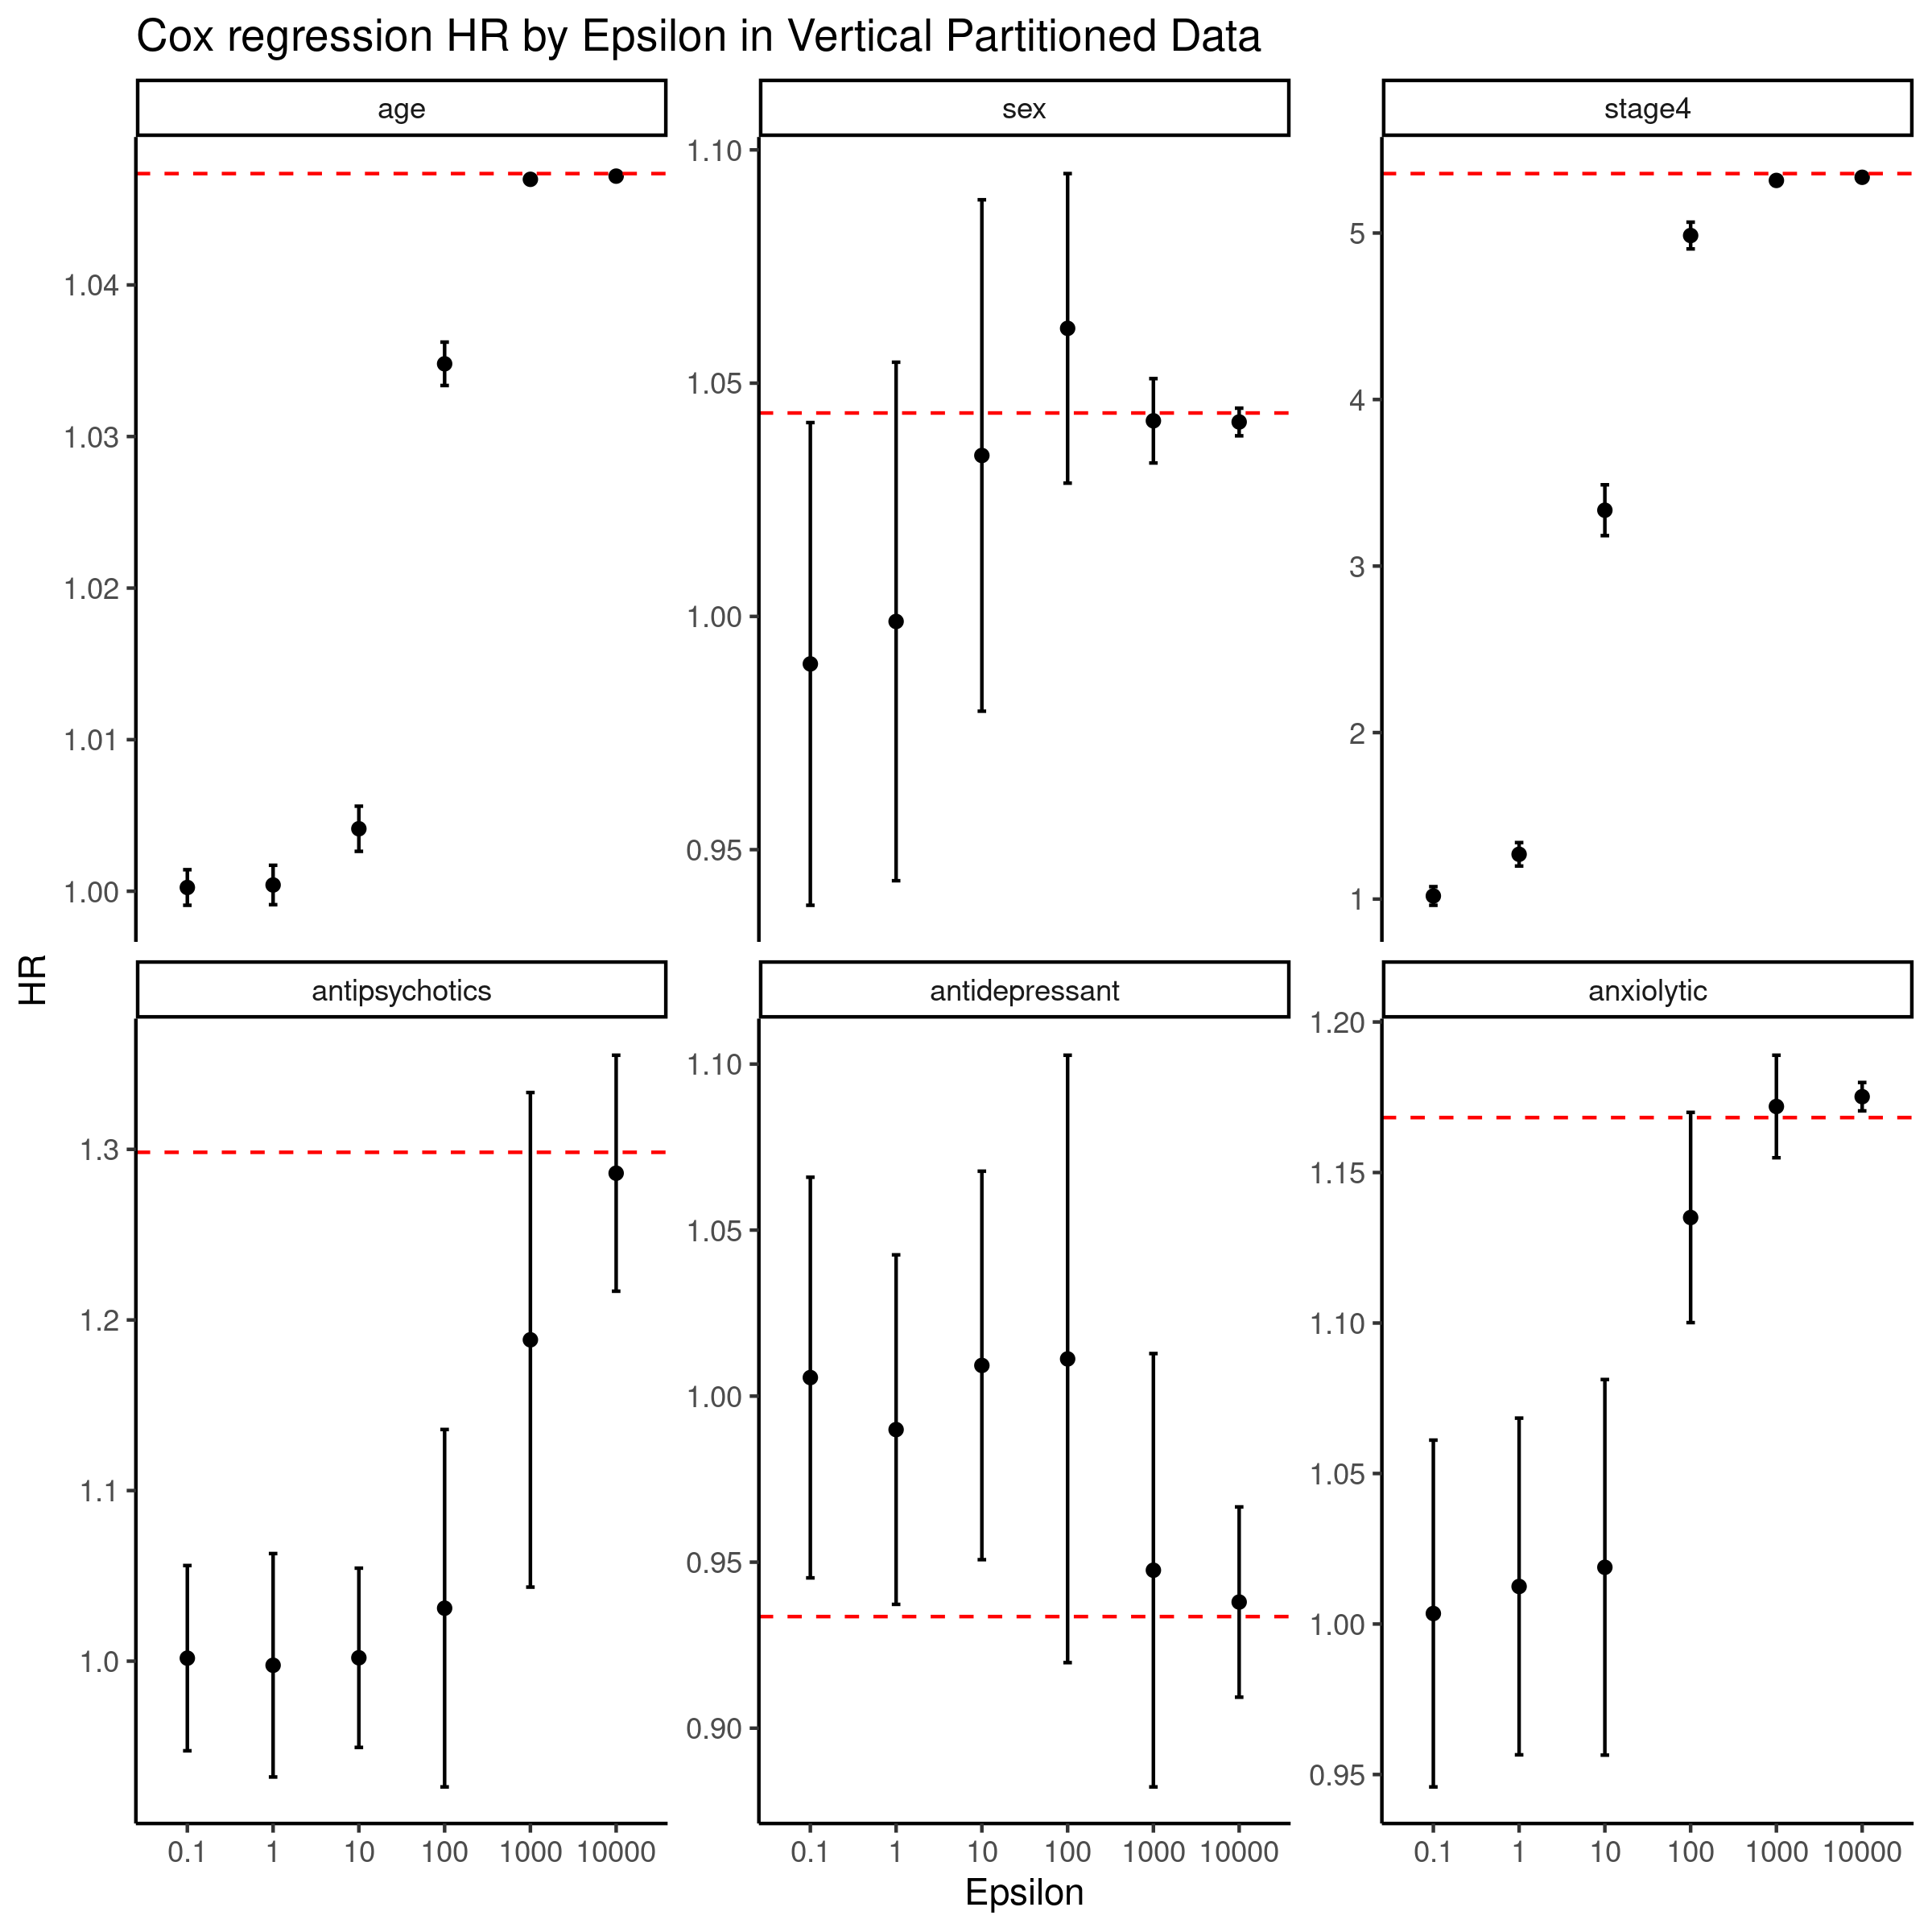 Cox regression HR by Epsilon in Vertical Partitioned Data
age
sex
stage4
1.04
1.03
1.02
1.01
1.00
1.10
1.05
1.00
0.95
5
4
3
2
1
HR
antipsychotics
antidepressant
anxiolytic
1.3
1.2
1.1
1.0
1.10
1.05
1.00
0.95
0.90
1.20
1.15
1.10
1.05
1.00
0.95
0.1 1 10 100 1000 10000
0.1 1 10 100 1000 10000
0.1 1 10 100 1000 10000
Epsilon